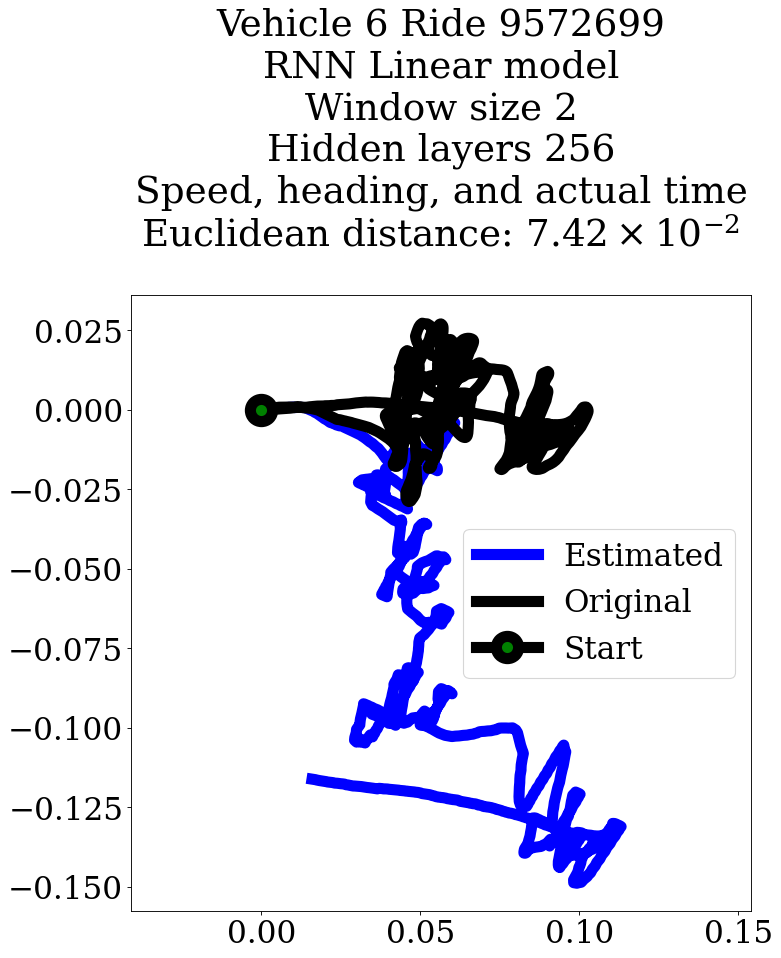 Vehicle 6 Ride 9572699
RNN Linear model
Window size 2
Hidden layers 256
Speed, heading, and actual time
Euclidean distance: 7.42 × 10⁻²
0.025
0.000
−0.025
−0.050
−0.075
−0.100
−0.125
−0.150
Estimated
Original
Start
0.00 0.05 0.10 0.15